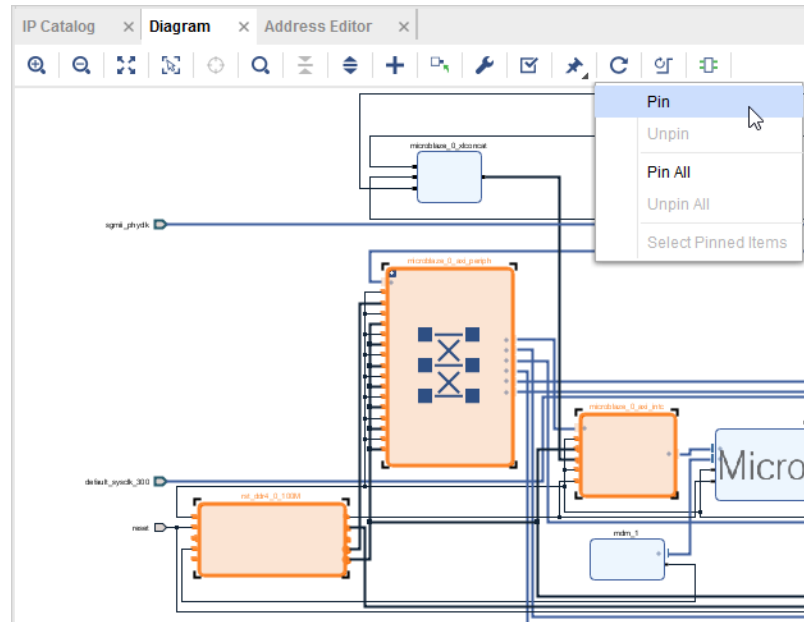 IP Catalog × Diagram × Address Editor ×
Pin
Unpin
Pin All
Unpin All
Select Pinned Items
microblaze_0_xlconcat
sgmii_phyclk
microblaze_0_axi_periph
microblaze_0_axi_intc
Micro
default_sysclk_300
rst_ddr4_0_100M
reset
mdm_1